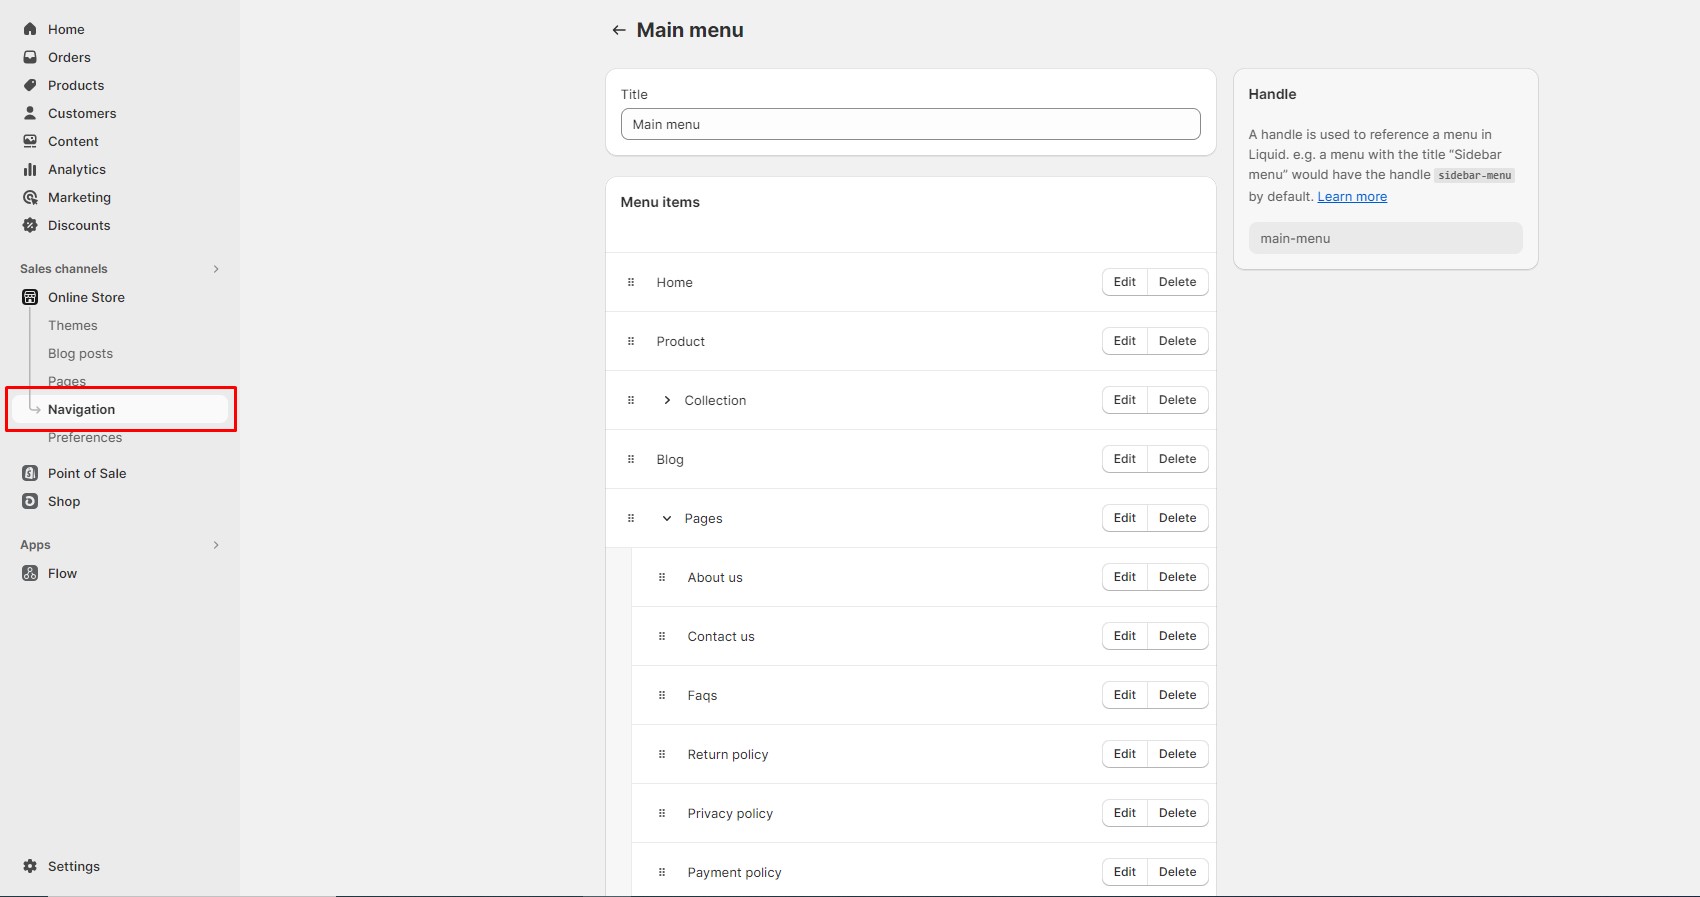 Home
Orders
Products
Customers
Content
Analytics
Marketing
Discounts
Sales channels
Online Store
Themes
Blog posts
Pages
Navigation
Preferences
Point of Sale
Shop
Apps
Flow
Settings
Main menu
Title
Main menu
Menu items
Home Edit Delete
Product Edit Delete
Collection Edit Delete
Blog Edit Delete
Pages Edit Delete
About us Edit Delete
Contact us Edit Delete
Faqs Edit Delete
Return policy Edit Delete
Privacy policy Edit Delete
Payment policy Edit Delete
Handle
A handle is used to reference a menu in
Liquid. e.g. a menu with the title “Sidebar
menu” would have the handle sidebar-menu
by default. Learn more
main-menu